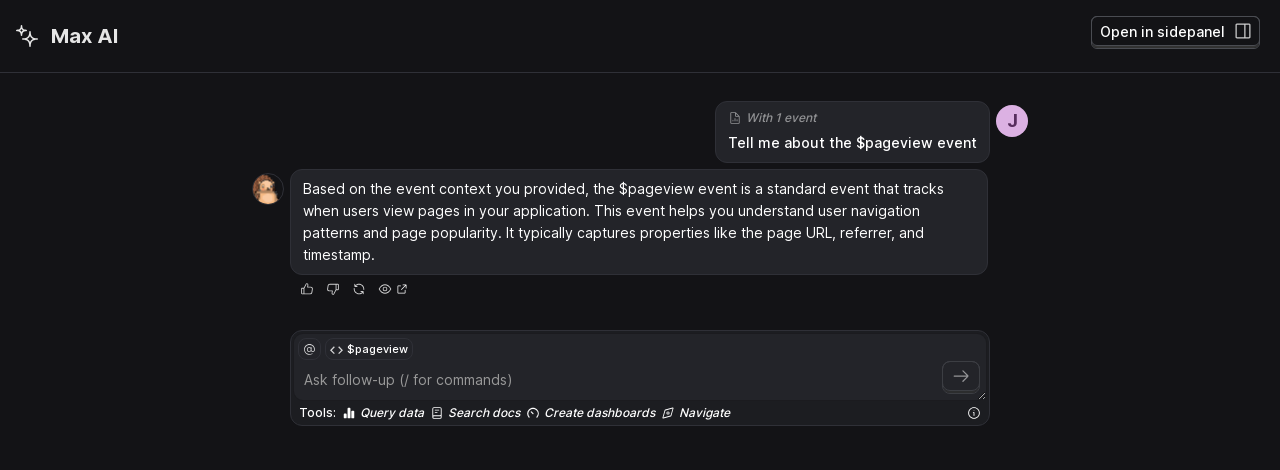 Max AI
Open in sidepanel
With 1 event
J
Tell me about the $pageview event
Based on the event context you provided, the $pageview event is a standard event that tracks
when users view pages in your application. This event helps you understand user navigation
patterns and page popularity. It typically captures properties like the page URL, referrer, and
timestamp.
@ $pageview
Ask follow-up (/ for commands)
Tools: Query data Search docs Create dashboards Navigate